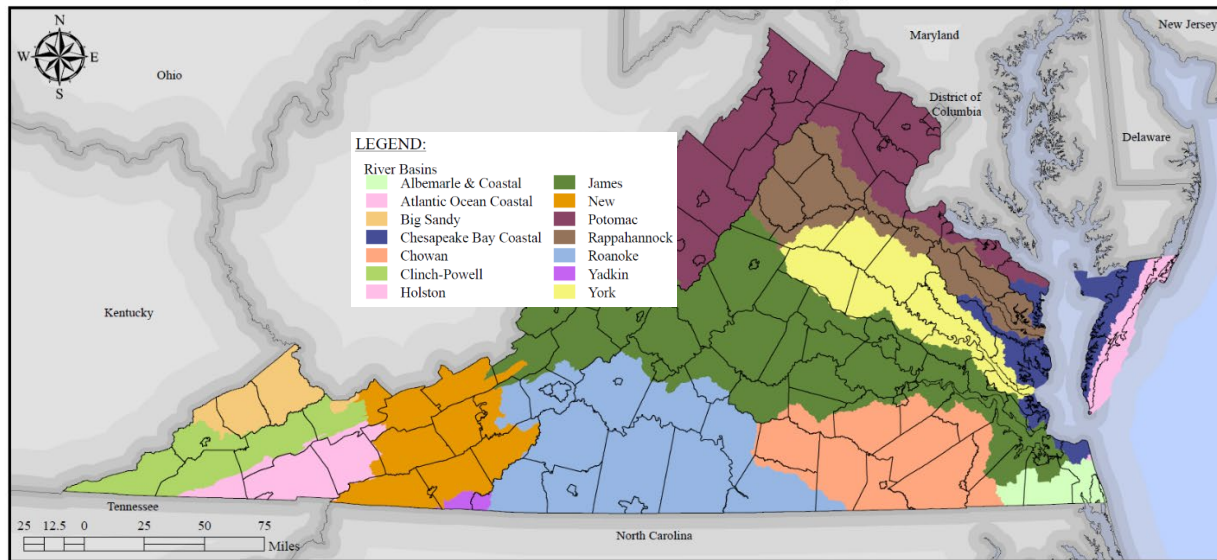 New Jersey
Maryland
N
W E
S
Ohio
District of
Columbia
Delaware
LEGEND:
River Basins
Albemarle & Coastal
Atlantic Ocean Coastal
Big Sandy
Chesapeake Bay Coastal
Chowan
Clinch-Powell
Holston
James
New
Potomac
Rappahannock
Roanoke
Yadkin
York
Kentucky
Tennessee
North Carolina
25 12.5 0 25 50 75
Miles